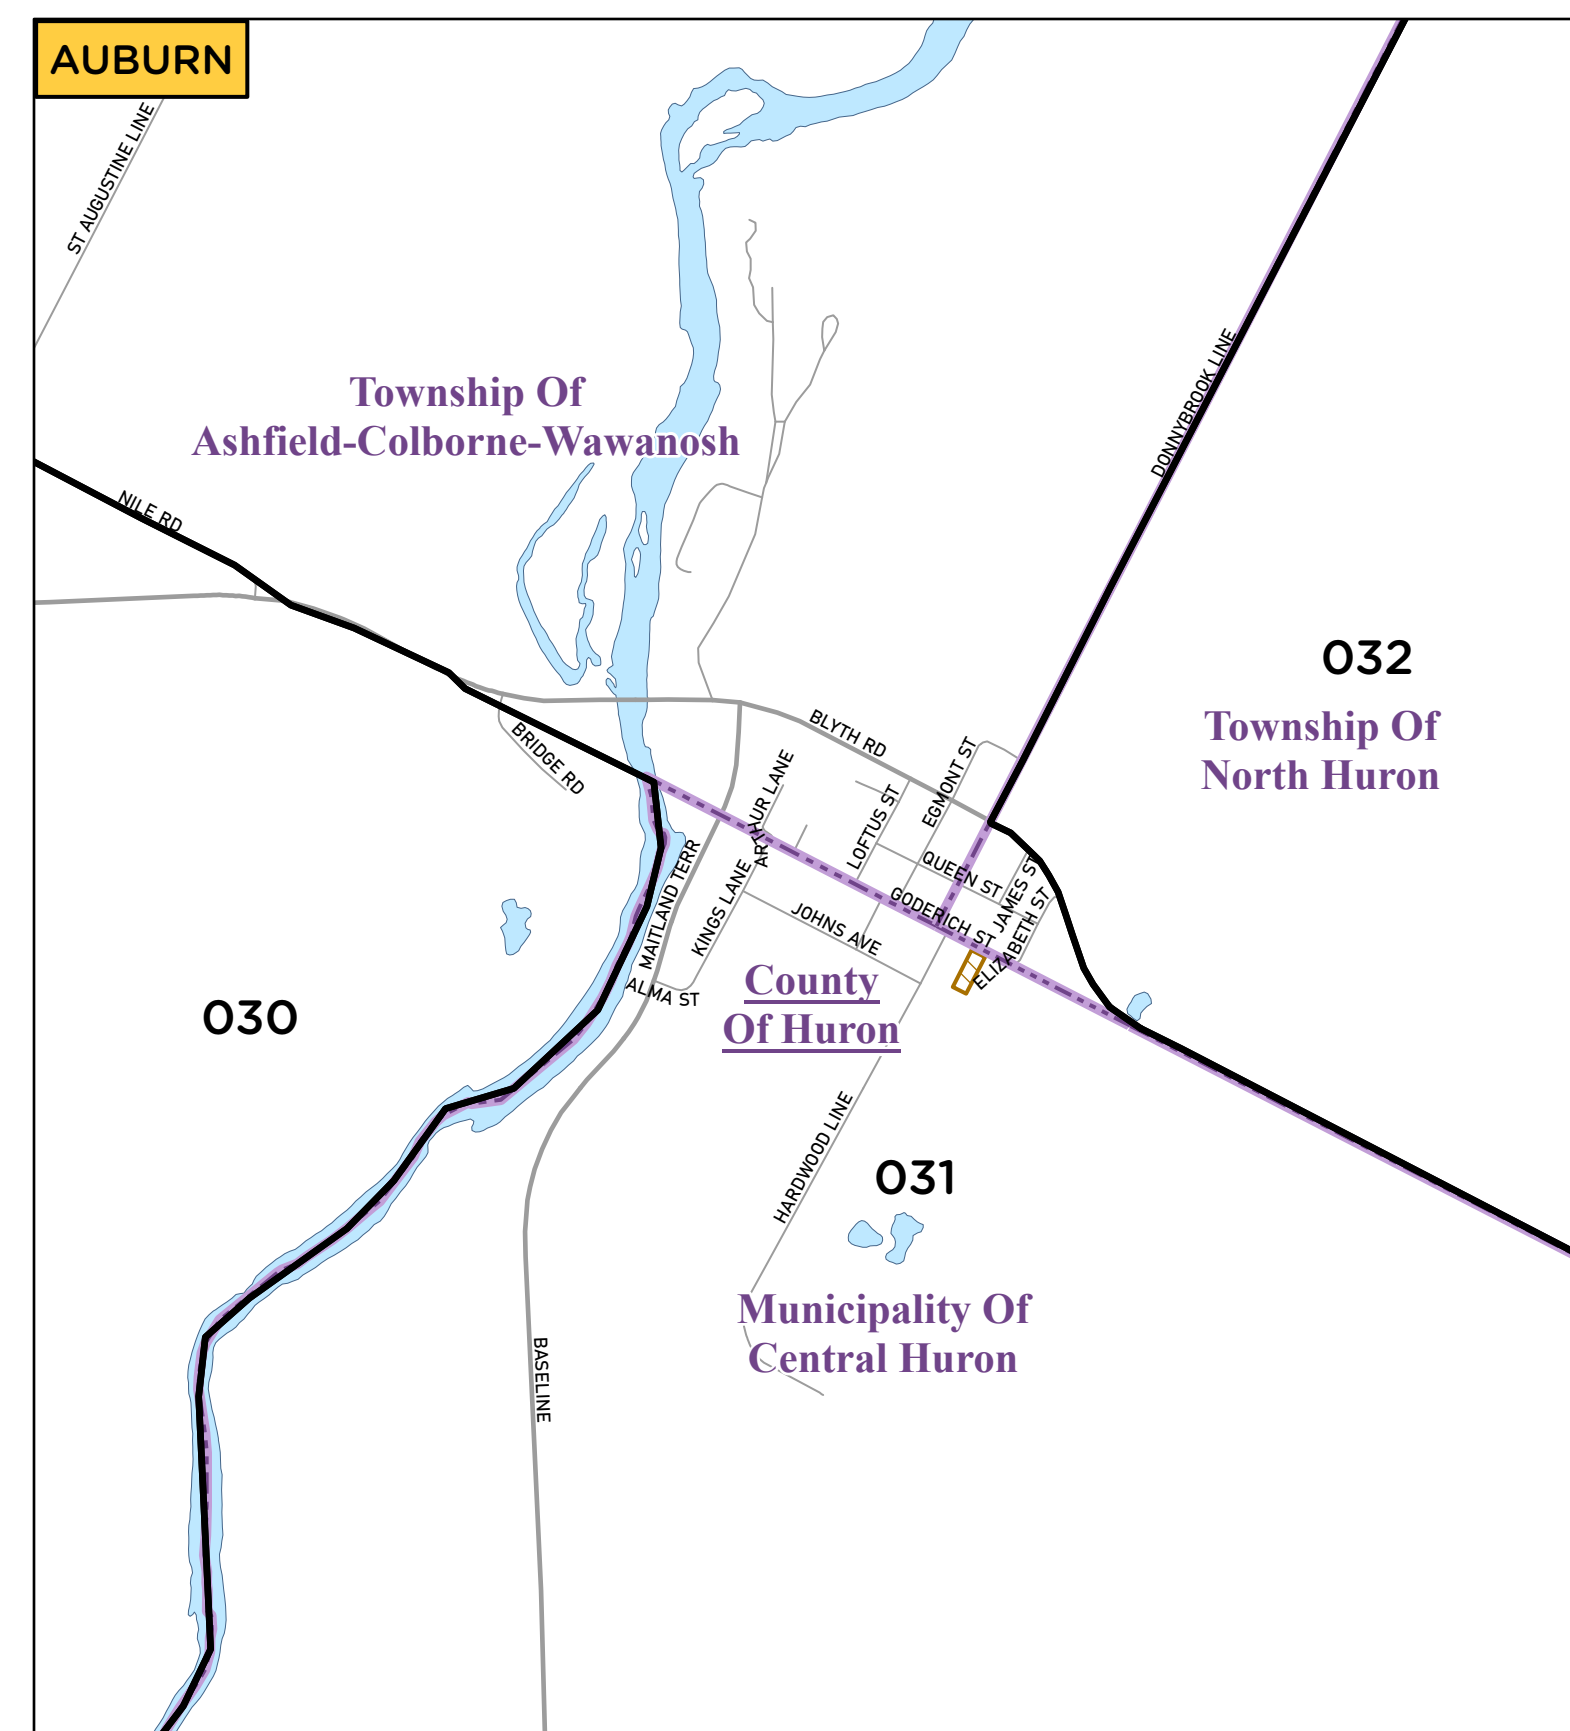 AUBURN
ST AUGUSTINE LINE
Township Of
Ashfield-Colborne-Wawanosh
DONNYBROOK LINE
NILE RD
032
Township Of
North Huron
BRIDGE RD
BLYTH RD
EGMONT ST
ARTHUR LANE
LOFTUS ST
QUEEN ST
JAMES ST
GODERICH ST
ELIZABETH ST
MAITLAND TERR
KINGS LANE
JOHNS AVE
ALMA ST
County
Of Huron
030
HARDWOOD LINE
031
Municipality Of
Central Huron
BASELINE